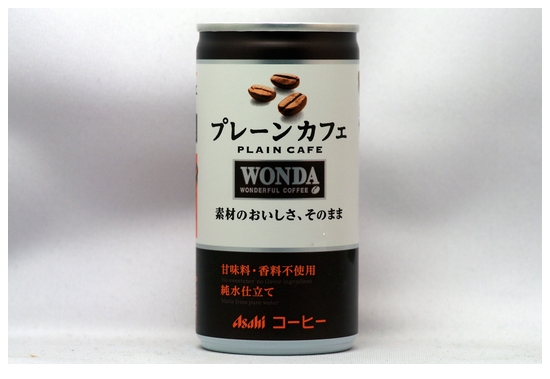 プレーンカフェ
PLAIN CAFE
WONDA
WONDERFUL COFFEE
素材のおいしさ、そのまま
甘味料・香料不使用
純水仕立て
Asahi コーヒー